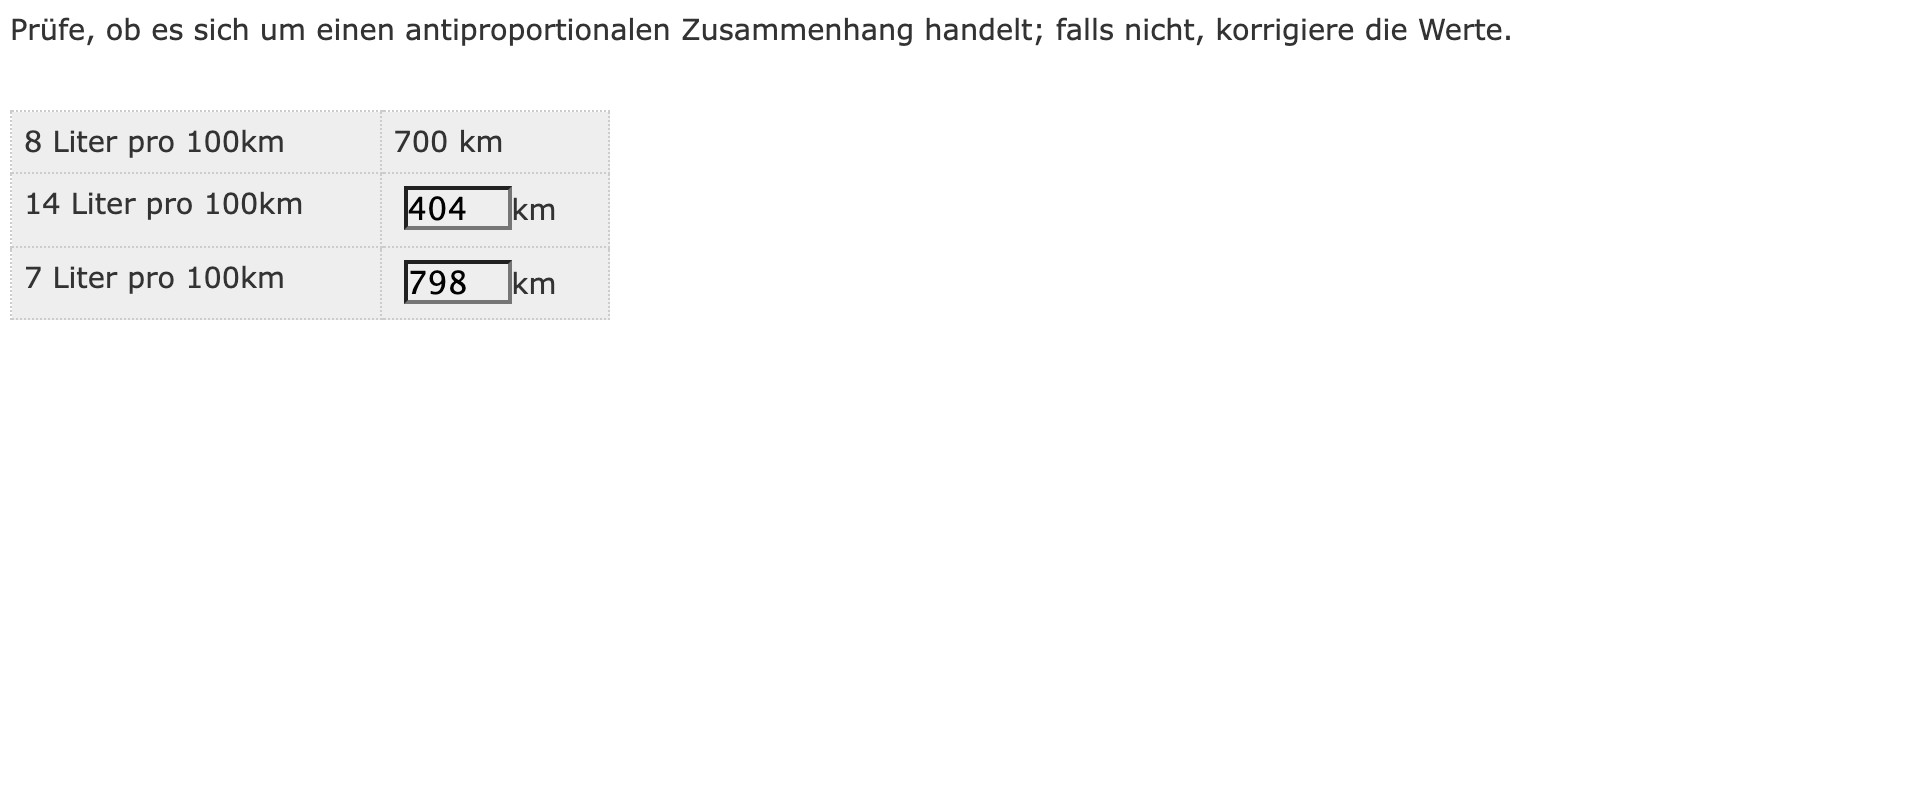 Prüfe, ob es sich um einen antiproportionalen Zusammenhang handelt; falls nicht, korrigiere die Werte.
8 Liter pro 100km 700 km
14 Liter pro 100km 404 km
7 Liter pro 100km 798 km